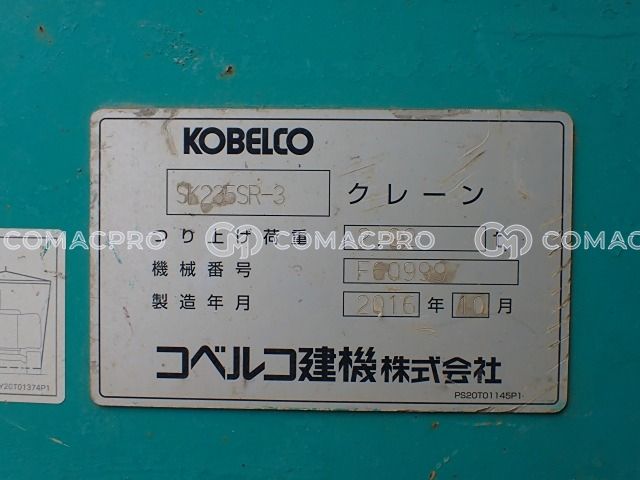 KOBELCO
SK235SR-3 クレーン
つり上げ荷重 t
機械番号
製造年月 2016 年 10 月
コベルコ建機株式会社
PS20T01145P1
Y20T01374P1
COMACPRO COMACPRO COMACPRO